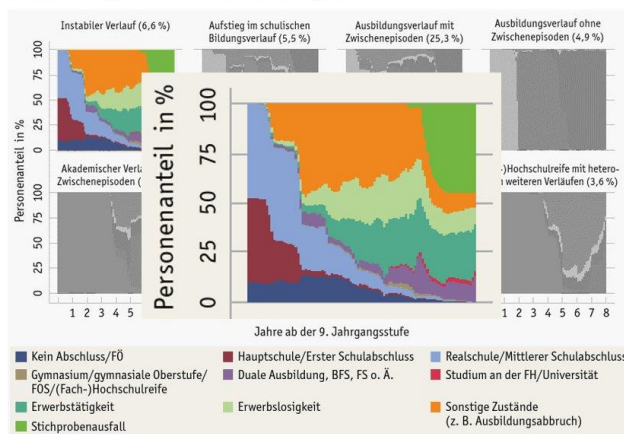 Instabiler Verlauf (6,6 %)
Aufstieg im schulischen
Bildungsverlauf (5,5 %)
Ausbildungsverlauf mit
Zwischenepisoden (25,3 %)
Ausbildungsverlauf ohne
Zwischenepisoden (4,9 %)
Personenanteil in %
100
75
50
25
0
Personenanteil in %
100
75
50
25
0
Akademischer
Zwischenepisoden
-)Hochschulreife mit hetero-
weiteren Verläufen (3,6 %)
100
75
50
25
0
1 2 3 4 5
1 2 3 4 5 6 7 8
Jahre ab der 9. Jahrgangsstufe
Kein Abschluss/FÖ
Hauptschule/Erster Schulabschluss
Realschule/Mittlerer Schulabschluss
Gymnasium/gymnasiale Oberstufe/
FOS/(Fach-)Hochschulreife
Duale Ausbildung, BFS, FS o. Ä.
Studium an der FH/Universität
Erwerbstätigkeit
Erwerbslosigkeit
Sonstige Zustände
(z. B. Ausbildungsabbruch)
Stichprobenausfall